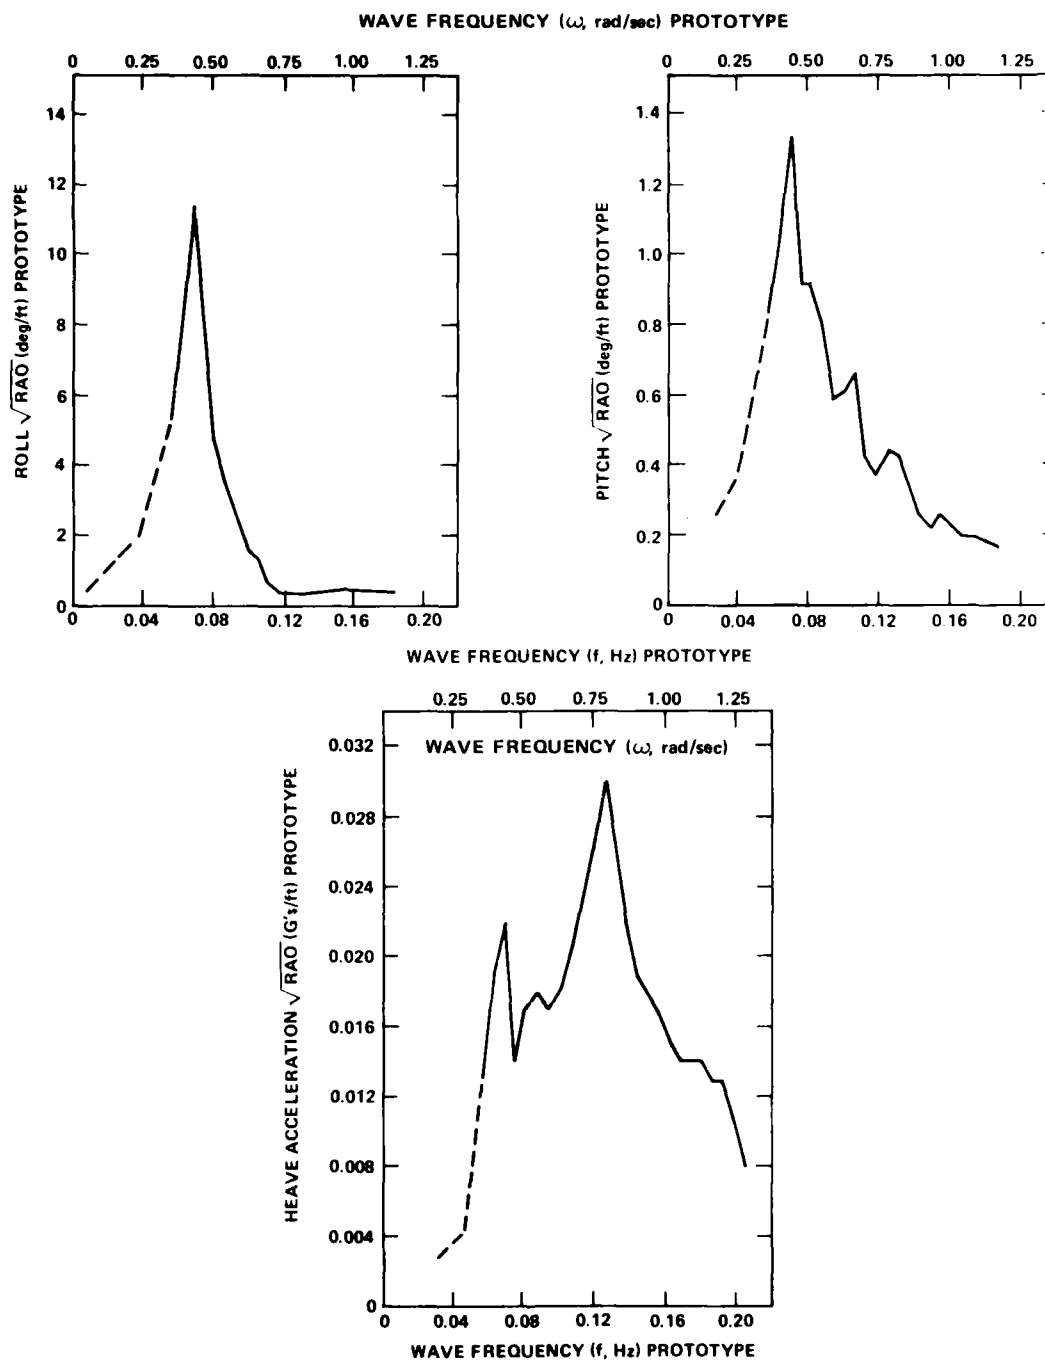 WAVE FREQUENCY (ω, rad/sec) PROTOTYPE
0 0.25 0.50 0.75 1.00 1.25
0 0.25 0.50 0.75 1.00 1.25
ROLL √RAO (deg/ft) PROTOTYPE
14
12
10
8
6
4
2
0
0 0.04 0.08 0.12 0.16 0.20
PITCH √RAO (deg/ft) PROTOTYPE
1.4
1.2
1.0
0.8
0.6
0.4
0.2
0
0 0.04 0.08 0.12 0.16 0.20
WAVE FREQUENCY (f, Hz) PROTOTYPE
0.25 0.50 0.75 1.00 1.25
WAVE FREQUENCY (ω, rad/sec)
HEAVE ACCELERATION √RAO (G's/ft) PROTOTYPE
0.032
0.028
0.024
0.020
0.016
0.012
0.008
0.004
0
0 0.04 0.08 0.12 0.16 0.20
WAVE FREQUENCY (f, Hz) PROTOTYPE